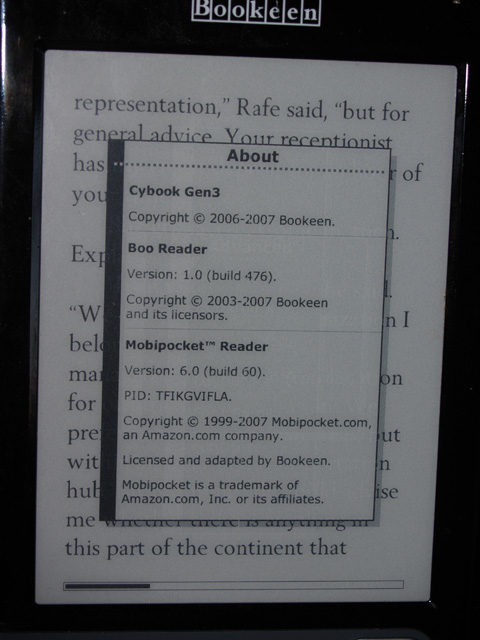 Bookeen
representation,” Rafe said, “but for
general advice. Your receptionist
has of
you
n.
Exp
“W n I
bel
ma on
for
pre out
wit n
hub ise
me whether there is anything in
this part of the continent that
About
Cybook Gen3
Copyright © 2006-2007 Bookeen.
Boo Reader
Version: 1.0 (build 476).
Copyright © 2003-2007 Bookeen
and its licensors.
Mobipocket™ Reader
Version: 6.0 (build 60).
PID: TFIKGVIFLA.
Copyright © 1999-2007 Mobipocket.com,
an Amazon.com company.
Licensed and adapted by Bookeen.
Mobipocket is a trademark of
Amazon.com, Inc. or its affiliates.